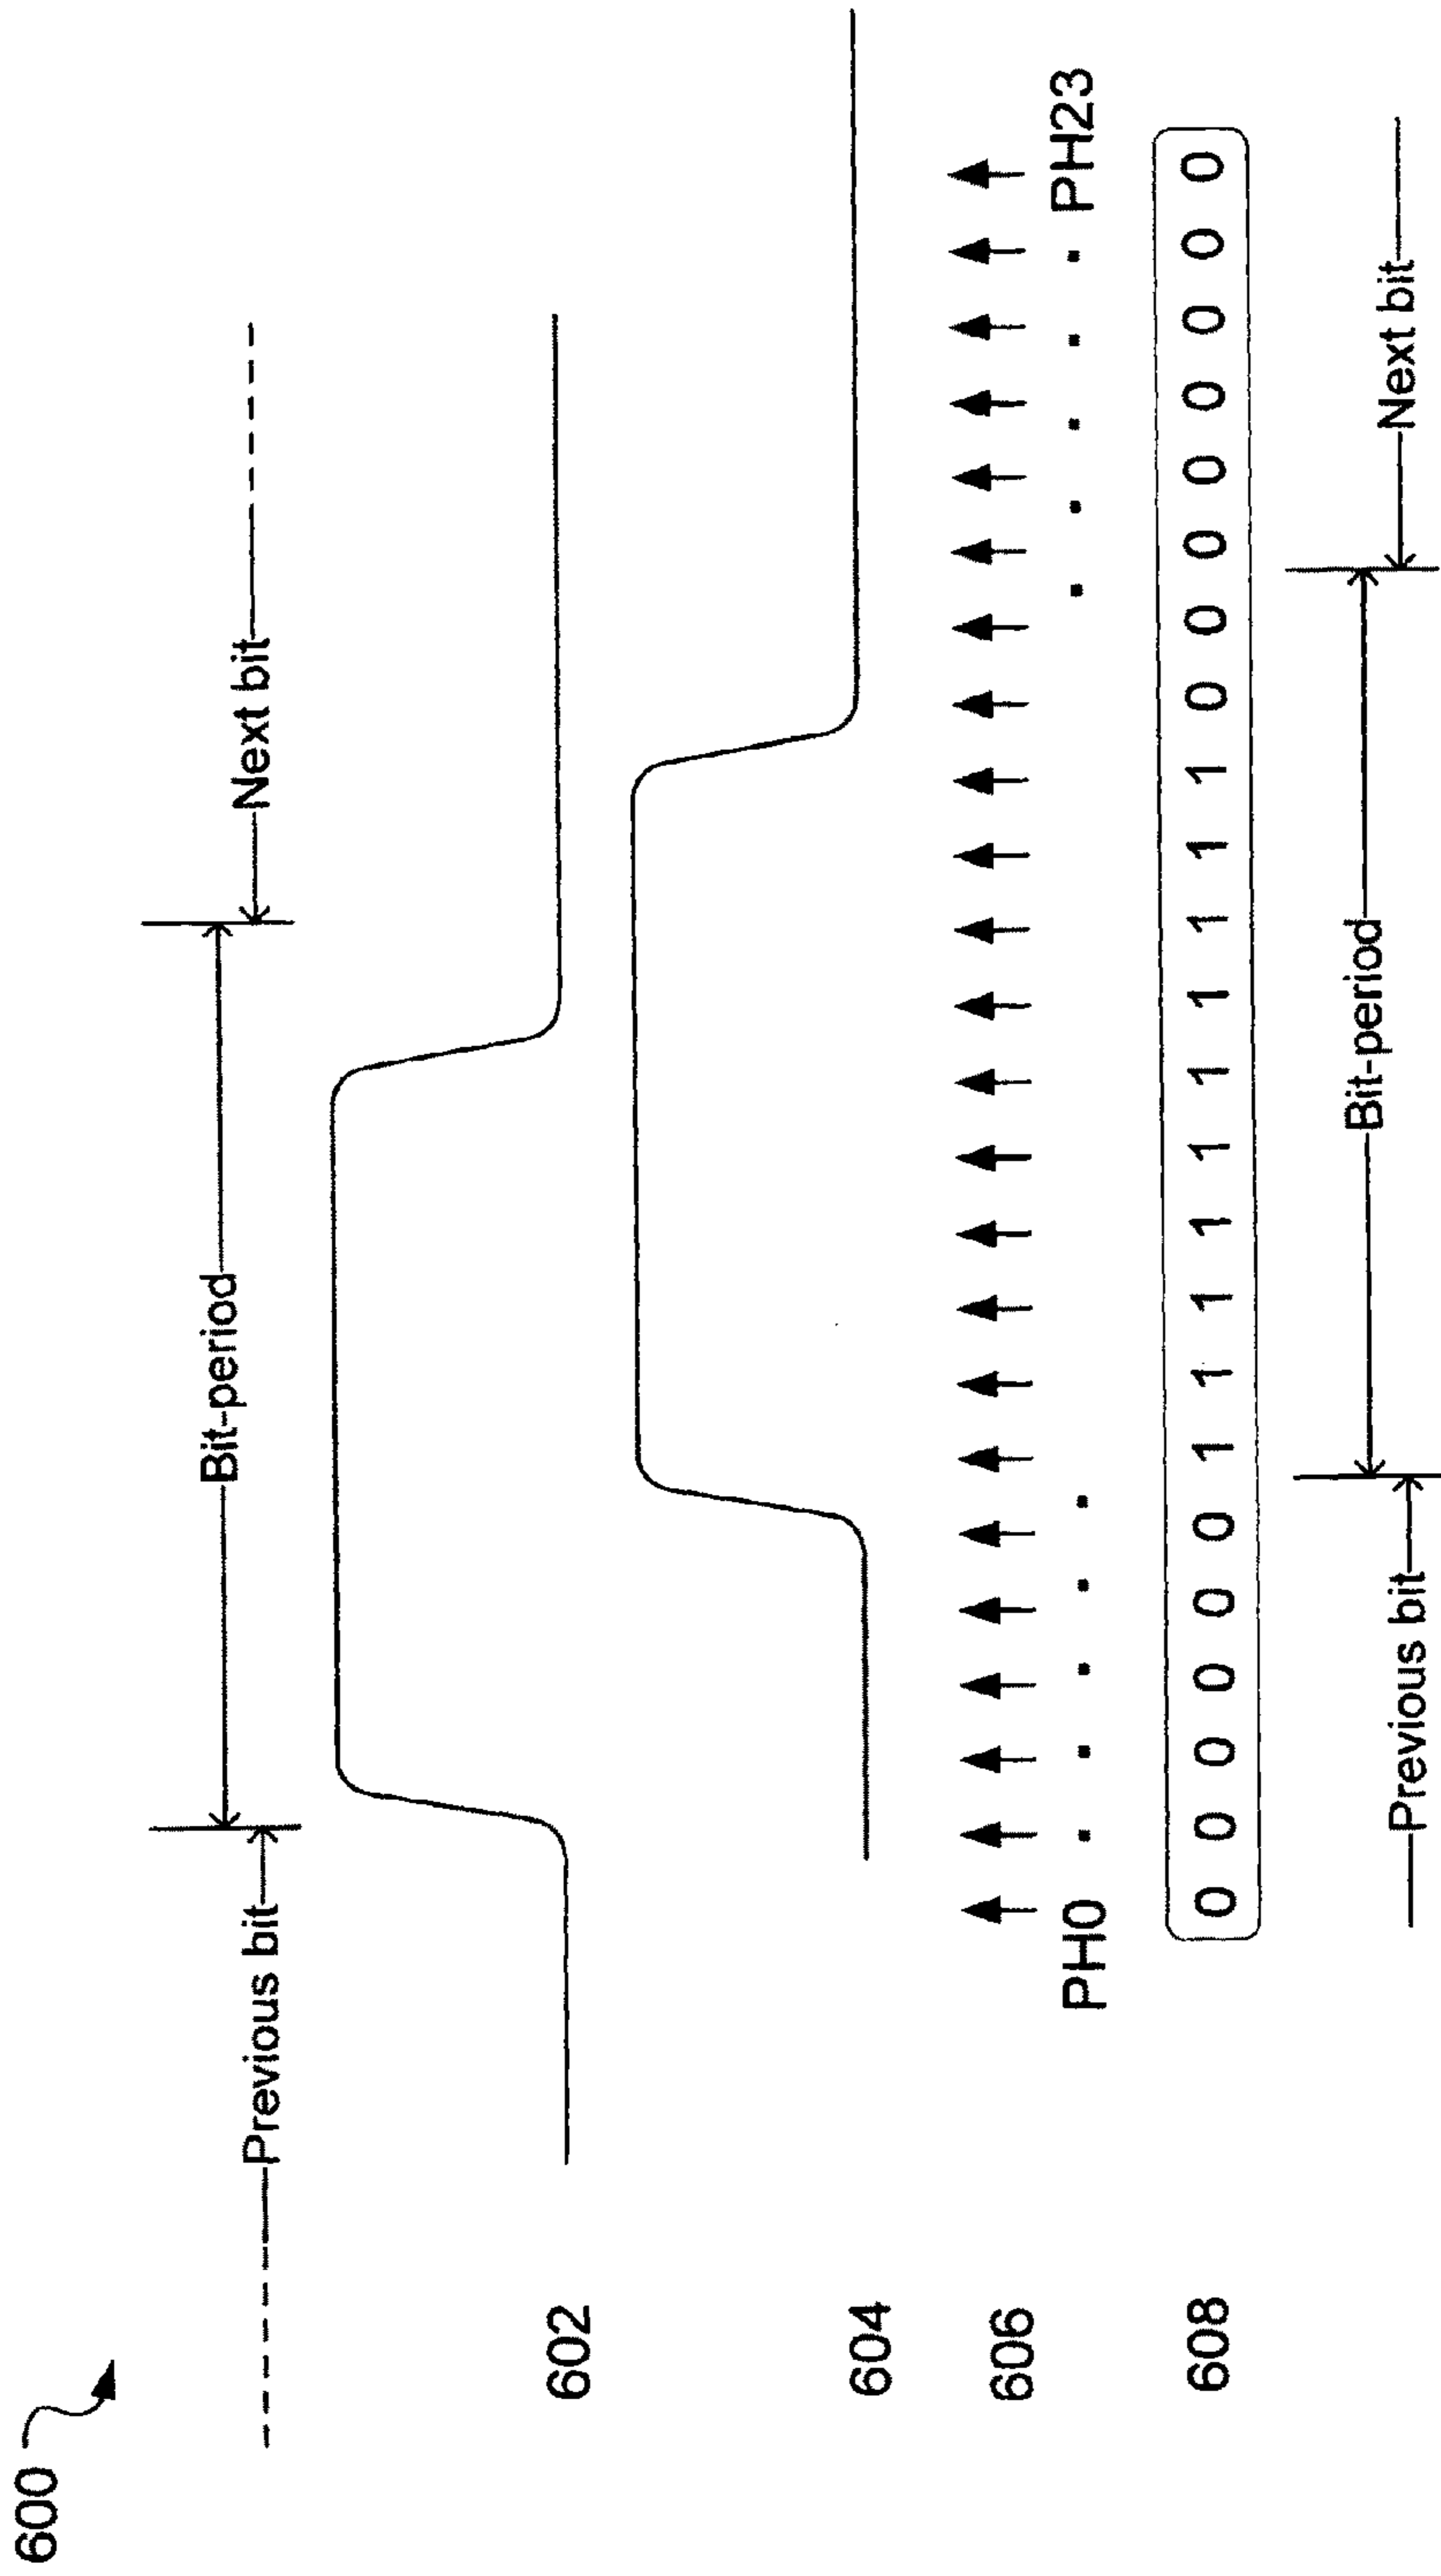 600
Bit-period
Previous bit Next bit
602
604
606
PH0 . . . . . . . . . . PH23
608 0 0 0 0 0 0 1 1 1 1 1 1 1 1 1 1 0 0 0 0 0 0 0 0
Bit-period
Previous bit Next bit